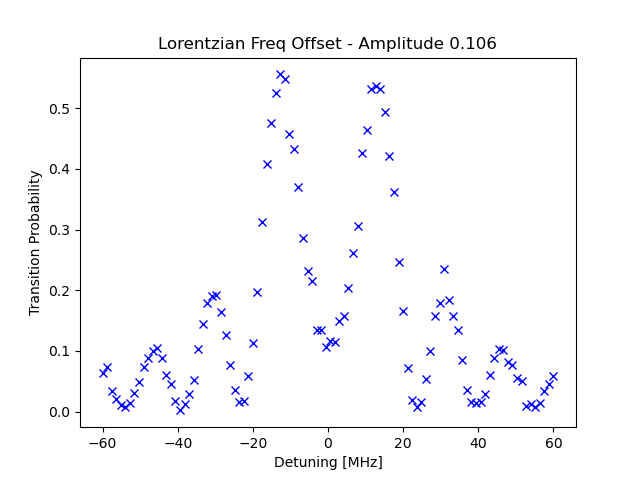 Lorentzian Freq Offset - Amplitude 0.106
Transition Probability
0.5
0.4
0.3
0.2
0.1
0.0
−60 −40 −20 0 20 40 60
Detuning [MHz]